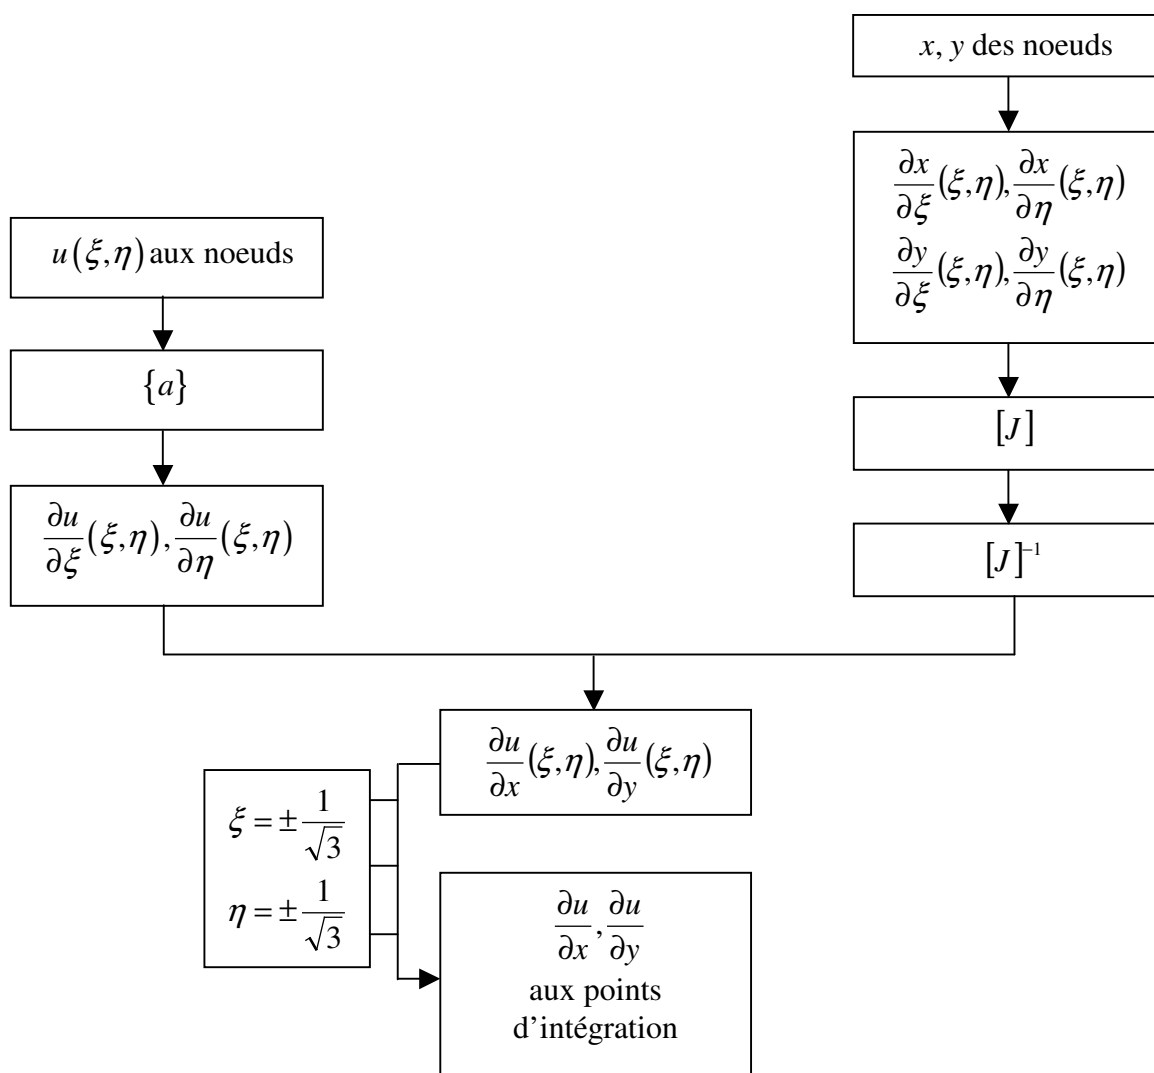 x, y des noeuds
∂x/∂ξ (ξ,η), ∂x/∂η (ξ,η)
∂y/∂ξ (ξ,η), ∂y/∂η (ξ,η)
[J]
[J]⁻¹
u(ξ,η) aux noeuds
{a}
∂u/∂ξ (ξ,η), ∂u/∂η (ξ,η)
∂u/∂x (ξ,η), ∂u/∂y (ξ,η)
ξ = ± 1/√3
η = ± 1/√3
∂u/∂x, ∂u/∂y
aux points
d'intégration